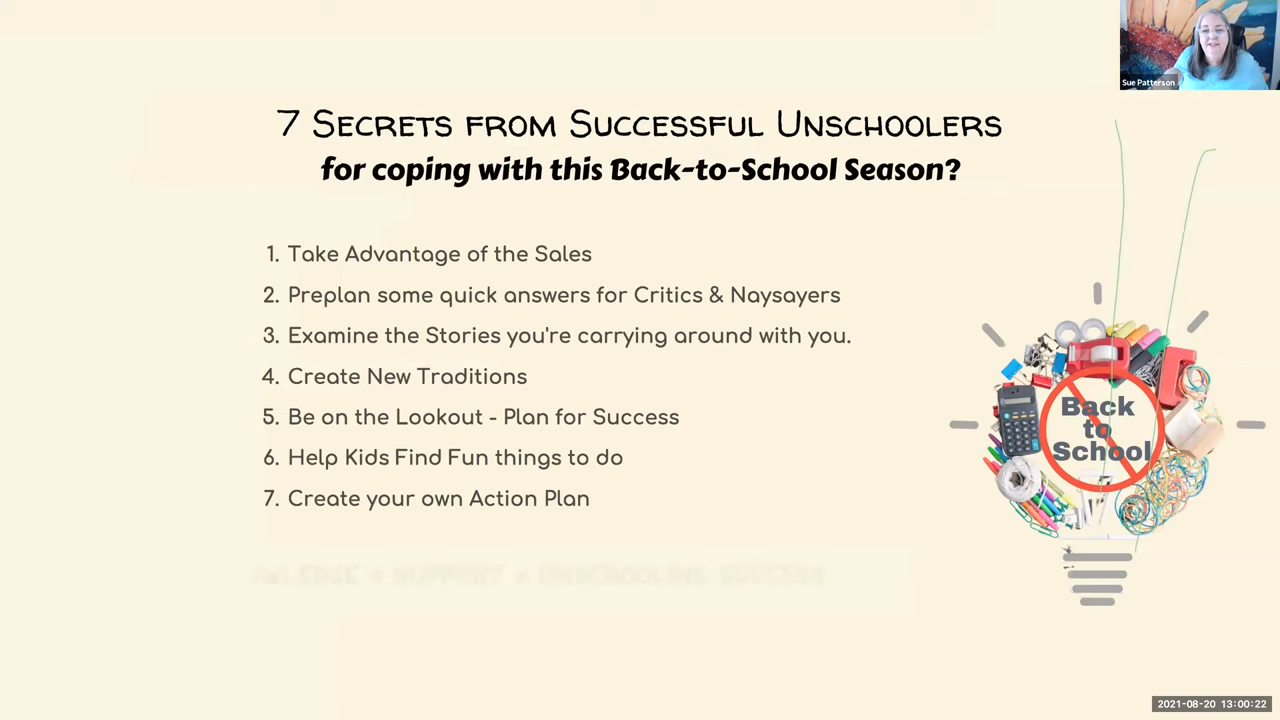 Sue Patterson
7 Secrets from Successful Unschoolers
for coping with this Back-to-School Season?
1. Take Advantage of the Sales
2. Preplan some quick answers for Critics & Naysayers
3. Examine the Stories you're carrying around with you.
4. Create New Traditions
5. Be on the Lookout - Plan for Success
6. Help Kids Find Fun things to do
7. Create your own Action Plan
Back
to
School
2021-08-20 13:00:22